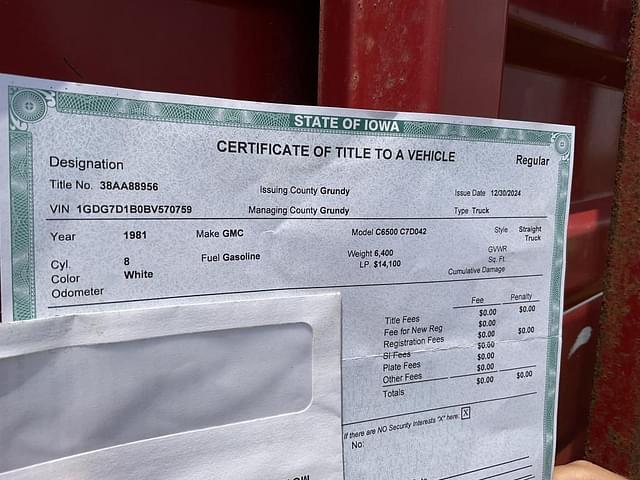 STATE OF IOWA
CERTIFICATE OF TITLE TO A VEHICLE
Designation Regular
Title No. 38AA88956 Issuing County Grundy Issue Date 12/30/2024
VIN 1GDG7D1B0BV570759 Managing County Grundy Type Truck
Year 1981 Make GMC Model C6500 C7D042 Style Straight Truck
Cyl. 8 Fuel Gasoline Weight 6,400 GVWR
Color White LP. $14,100 Sq. Ft.
Odometer Cumulative Damage
Fee Penalty
Title Fees $0.00 $0.00
Fee for New Reg $0.00
Registration Fees $0.00 $0.00
SI Fees $0.00
Plate Fees $0.00
Other Fees $0.00
Totals $0.00 $0.00
If there are NO Security Interests "X" here: X
No: